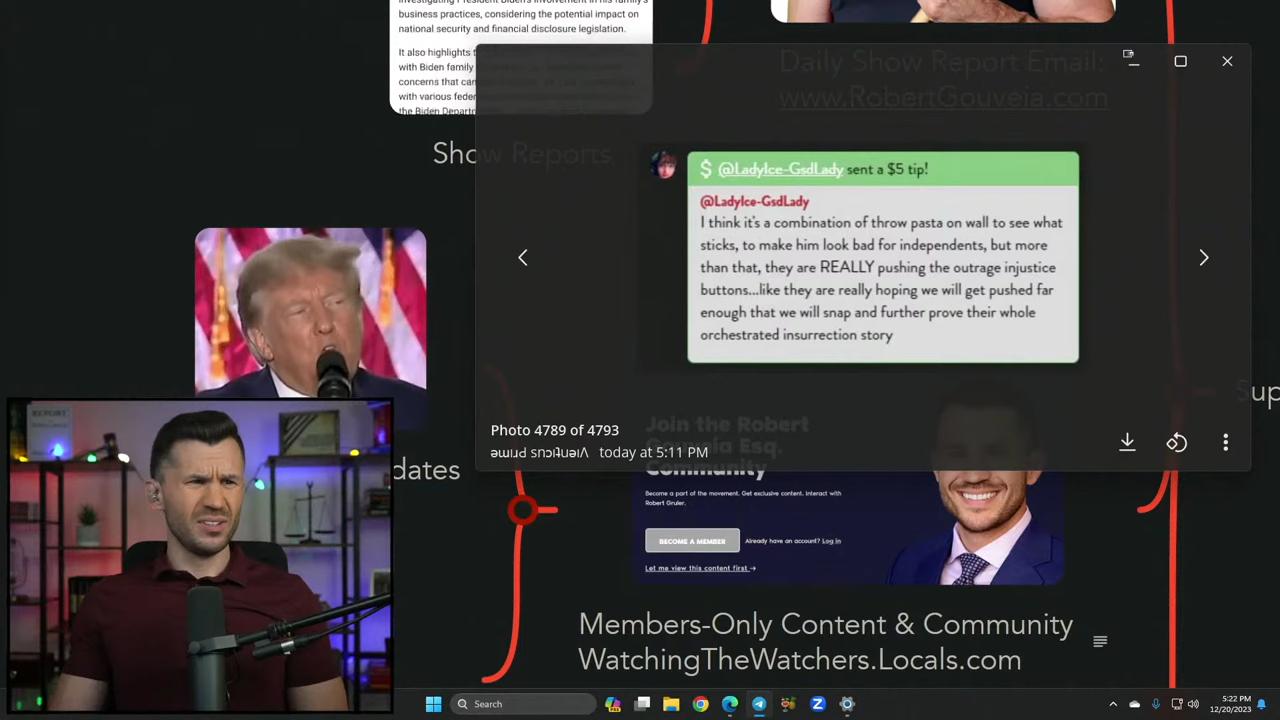 investigating President Biden's involvement in his family's
business practices, considering the potential impact on
national security and financial disclosure legislation.
It also highlights
with Biden family
concerns that can
with various feder
the Biden Departm
Daily Show Report Email:
www.RobertGouveia.com
Show Reports
$ @LadyIce-GsdLady sent a $5 tip!
@LadyIce-GsdLady
I think it's a combination of throw pasta on wall to see what
sticks, to make him look bad for independents, but more
than that, they are REALLY pushing the outrage injustice
buttons...like they are really hoping we will get pushed far
enough that we will snap and further prove their whole
orchestrated insurrection story
Sup
Join the Robert
Gouveia Esq.
Community
Photo 4789 of 4793
ǝɯıɹd snɔıʇuǝıΛ today at 5:11 PM
dates
Become a part of the movement. Get exclusive content. Interact with
Robert Gruler.
BECOME A MEMBER
Already have an account? Log in
Let me view this content first →
Members-Only Content & Community
WatchingTheWatchers.Locals.com
REPORT
Search
5:22 PM
12/20/2023